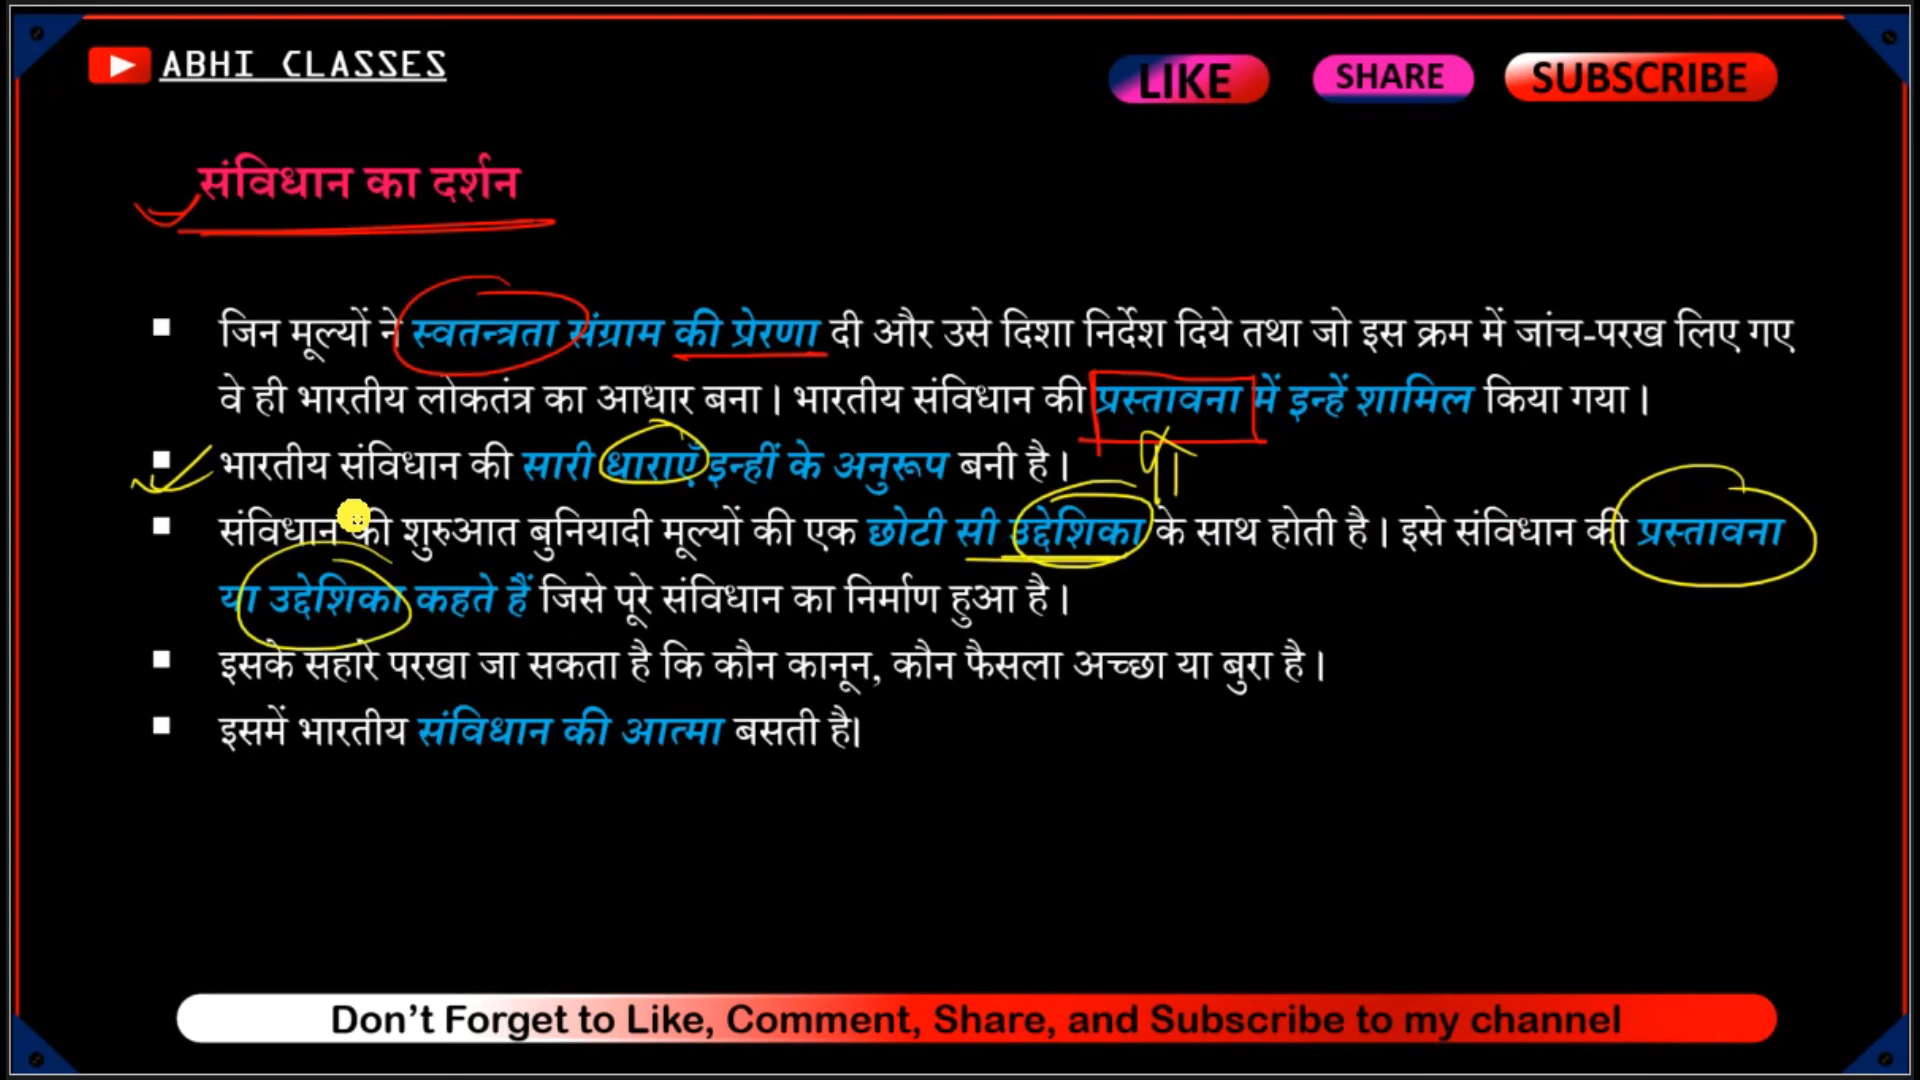 ABHI CLASSES
LIKE
SHARE
SUBSCRIBE
संविधान का दर्शन
जिन मूल्यों ने स्वतन्त्रता संग्राम की प्रेरणा दी और उसे दिशा निर्देश दिये तथा जो इस क्रम में जांच-परख लिए गए
वे ही भारतीय लोकतंत्र का आधार बना। भारतीय संविधान की प्रस्तावना में इन्हें शामिल किया गया।
भारतीय संविधान की सारी धाराएँ इन्हीं के अनुरूप बनी है।
या
संविधान की शुरुआत बुनियादी मूल्यों की एक छोटी सी उद्देशिका के साथ होती है। इसे संविधान की प्रस्तावना
या उद्देशिका कहते हैं जिसे पूरे संविधान का निर्माण हुआ है।
इसके सहारे परखा जा सकता है कि कौन कानून, कौन फैसला अच्छा या बुरा है।
इसमें भारतीय संविधान की आत्मा बसती है।
Don't Forget to Like, Comment, Share, and Subscribe to my channel